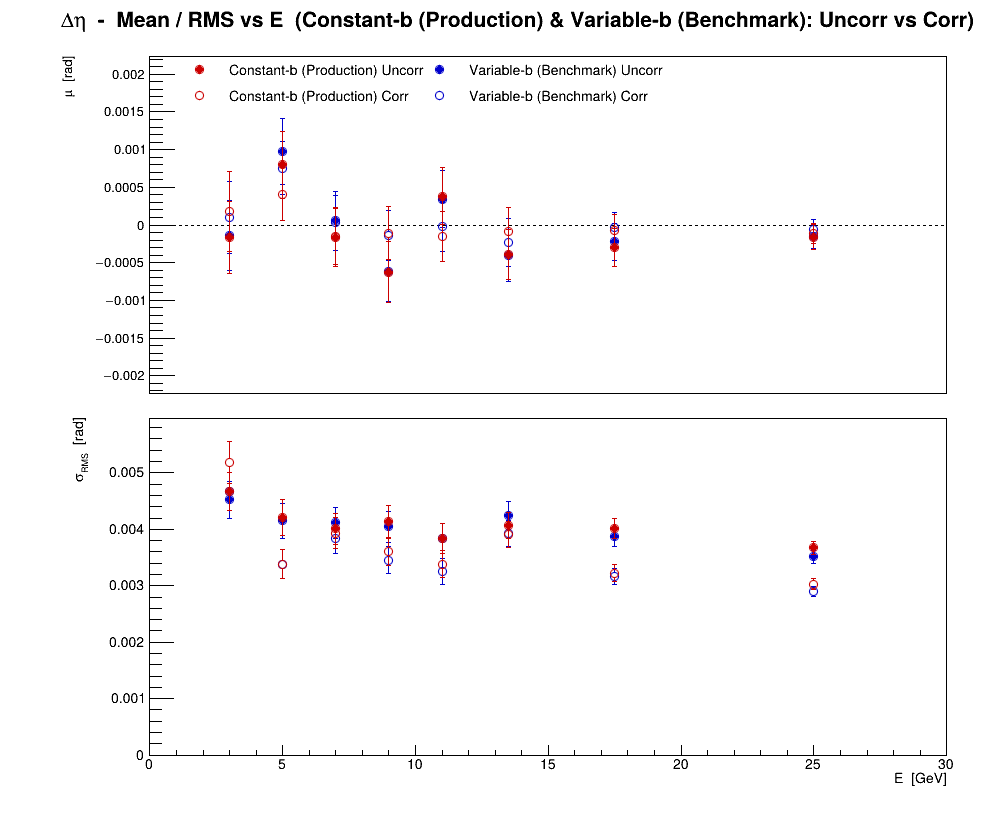 Δη - Mean / RMS vs E (Constant-b (Production) & Variable-b (Benchmark): Uncorr vs Corr)
μ [rad]
Constant-b (Production) Uncorr
Variable-b (Benchmark) Uncorr
Constant-b (Production) Corr
Variable-b (Benchmark) Corr
0.002
0.0015
0.001
0.0005
0
−0.0005
−0.001
−0.0015
−0.002
σRMS [rad]
0.005
0.004
0.003
0.002
0.001
0
0 5 10 15 20 25 30
E [GeV]